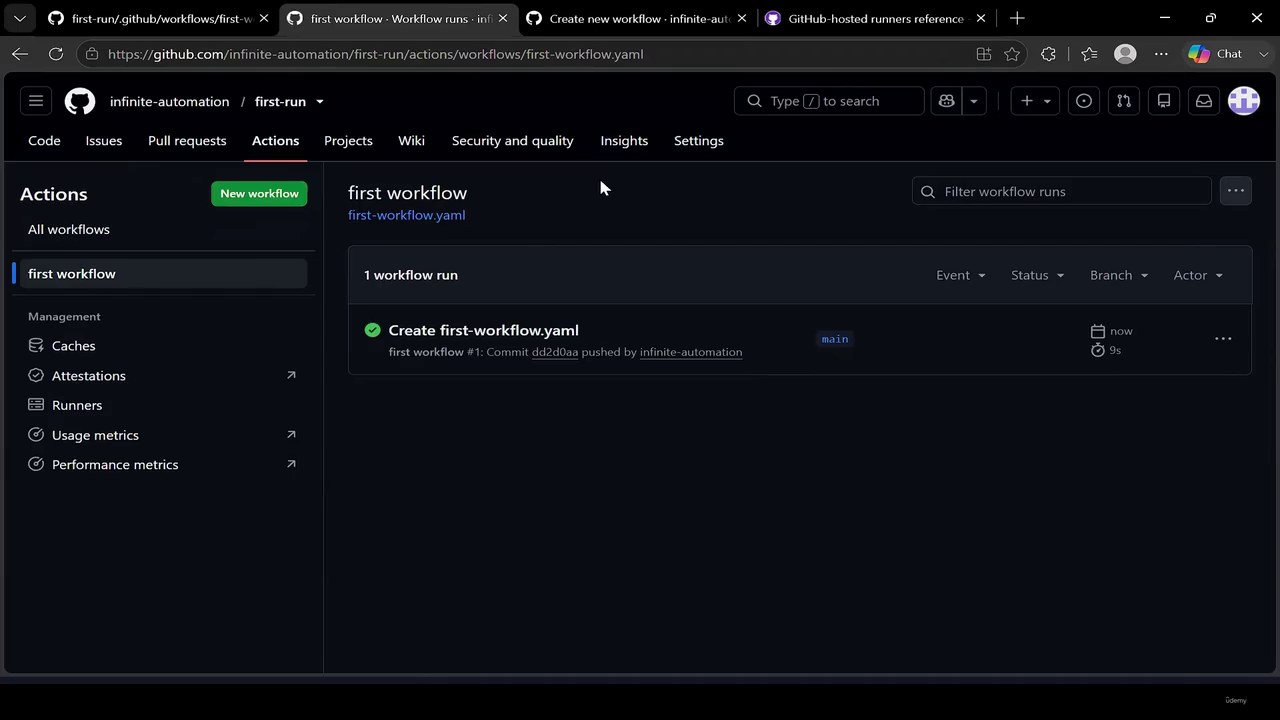 first-run/.github/workflows/first-w
first workflow · Workflow runs · inf
Create new workflow · infinite-aut
GitHub-hosted runners reference
https://github.com/infinite-automation/first-run/actions/workflows/first-workflow.yaml
Chat
infinite-automation / first-run
Type / to search
Code
Issues
Pull requests
Actions
Projects
Wiki
Security and quality
Insights
Settings
Actions
New workflow
All workflows
first workflow
Management
Caches
Attestations
Runners
Usage metrics
Performance metrics
first workflow
first-workflow.yaml
Filter workflow runs
1 workflow run
Event
Status
Branch
Actor
Create first-workflow.yaml
first workflow #1: Commit dd2d0aa pushed by infinite-automation
main
now
9s
ûdemy